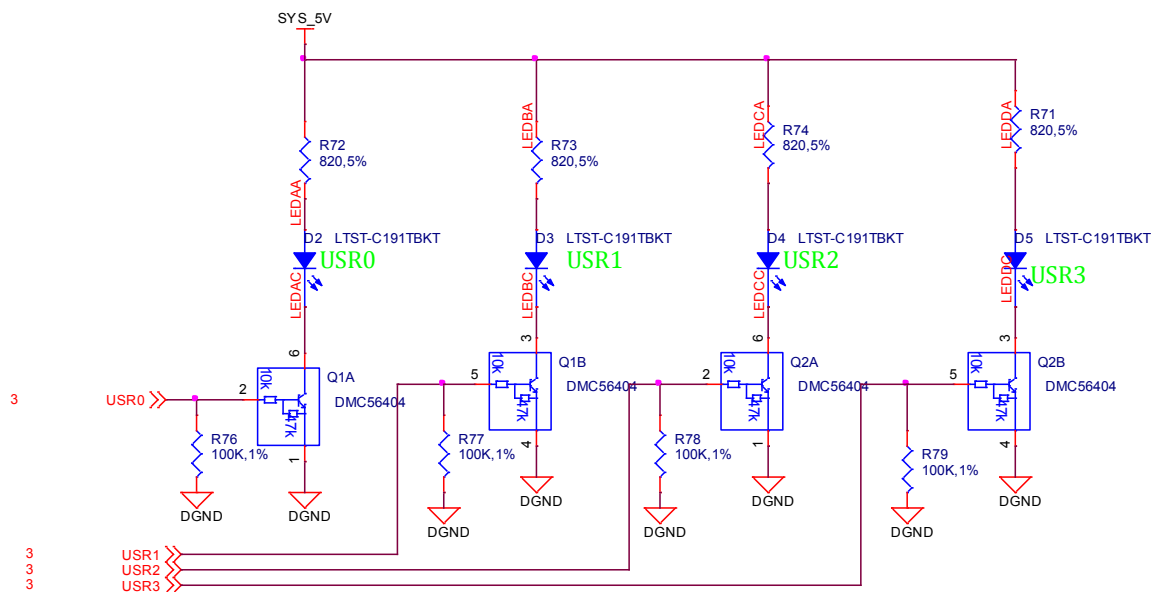 SYS_5V
R72
820,5%
LEDAA
D2 LTST-C191TBKT
USR0
LEDAC
LEDBA
R73
820,5%
D3 LTST-C191TBKT
USR1
LEDBC
LEDCA
R74
820,5%
D4 LTST-C191TBKT
USR2
LEDCC
LEDDA
R71
820,5%
D5 LTST-C191TBKT
USR3
LEDDC
3 USR0
R76
100K,1%
DGND
2
6
10k
47k
1
Q1A
DMC56404
DGND
5
3
10k
47k
4
Q1B
DMC56404
R77
100K,1%
DGND
DGND
2
6
10k
47k
1
Q2A
DMC56404
R78
100K,1%
DGND
DGND
5
3
10k
47k
4
Q2B
DMC56404
R79
100K,1%
DGND
DGND
3 USR1
3 USR2
3 USR3